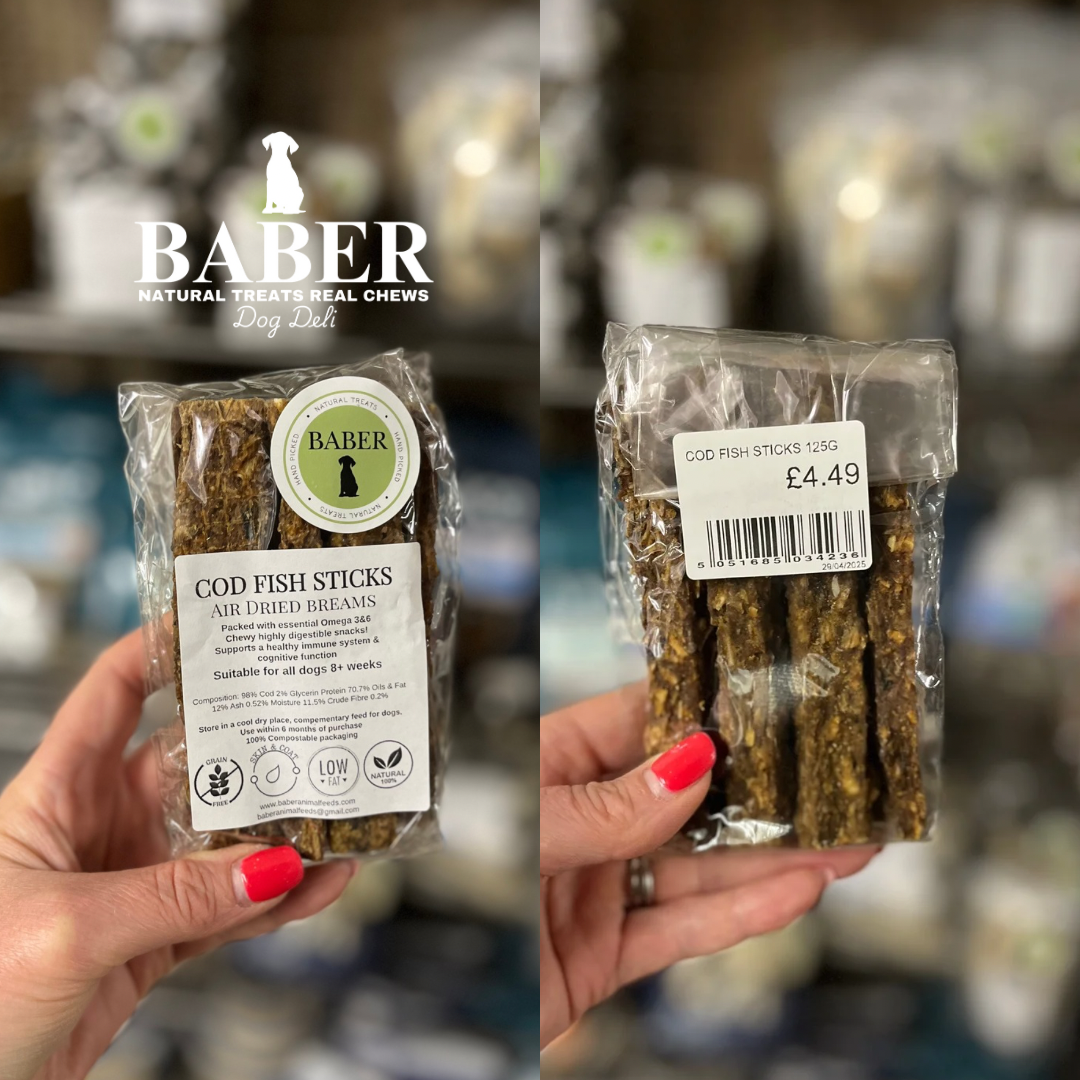 BABER
NATURAL TREATS REAL CHEWS
Dog Deli
NATURAL TREATS
HAND PICKED
BABER
HAND PICKED
NATURAL TREATS
COD FISH STICKS
AIR DRIED BREAMS
Packed with essential Omega 3&6
Chewy highly digestible snacks!
Supports a healthy immune system &
cognitive function
Suitable for all dogs 8+ weeks
Composition: 98% Cod 2% Glycerin Protein 70.7% Oils & Fat
12% Ash 0.52% Moisture 11.5% Crude Fibre 0.2%
Store in a cool dry place, compementary feed for dogs.
Use within 6 months of purchase
100% Compostable packaging
GRAIN
FREE
SKIN & COAT
LOW
FAT
NATURAL
100%
www.baberanimalfeeds.com
baberanimalfeeds@gmail.com
COD FISH STICKS 125G
£4.49
5 051685 034236
29/04/2025